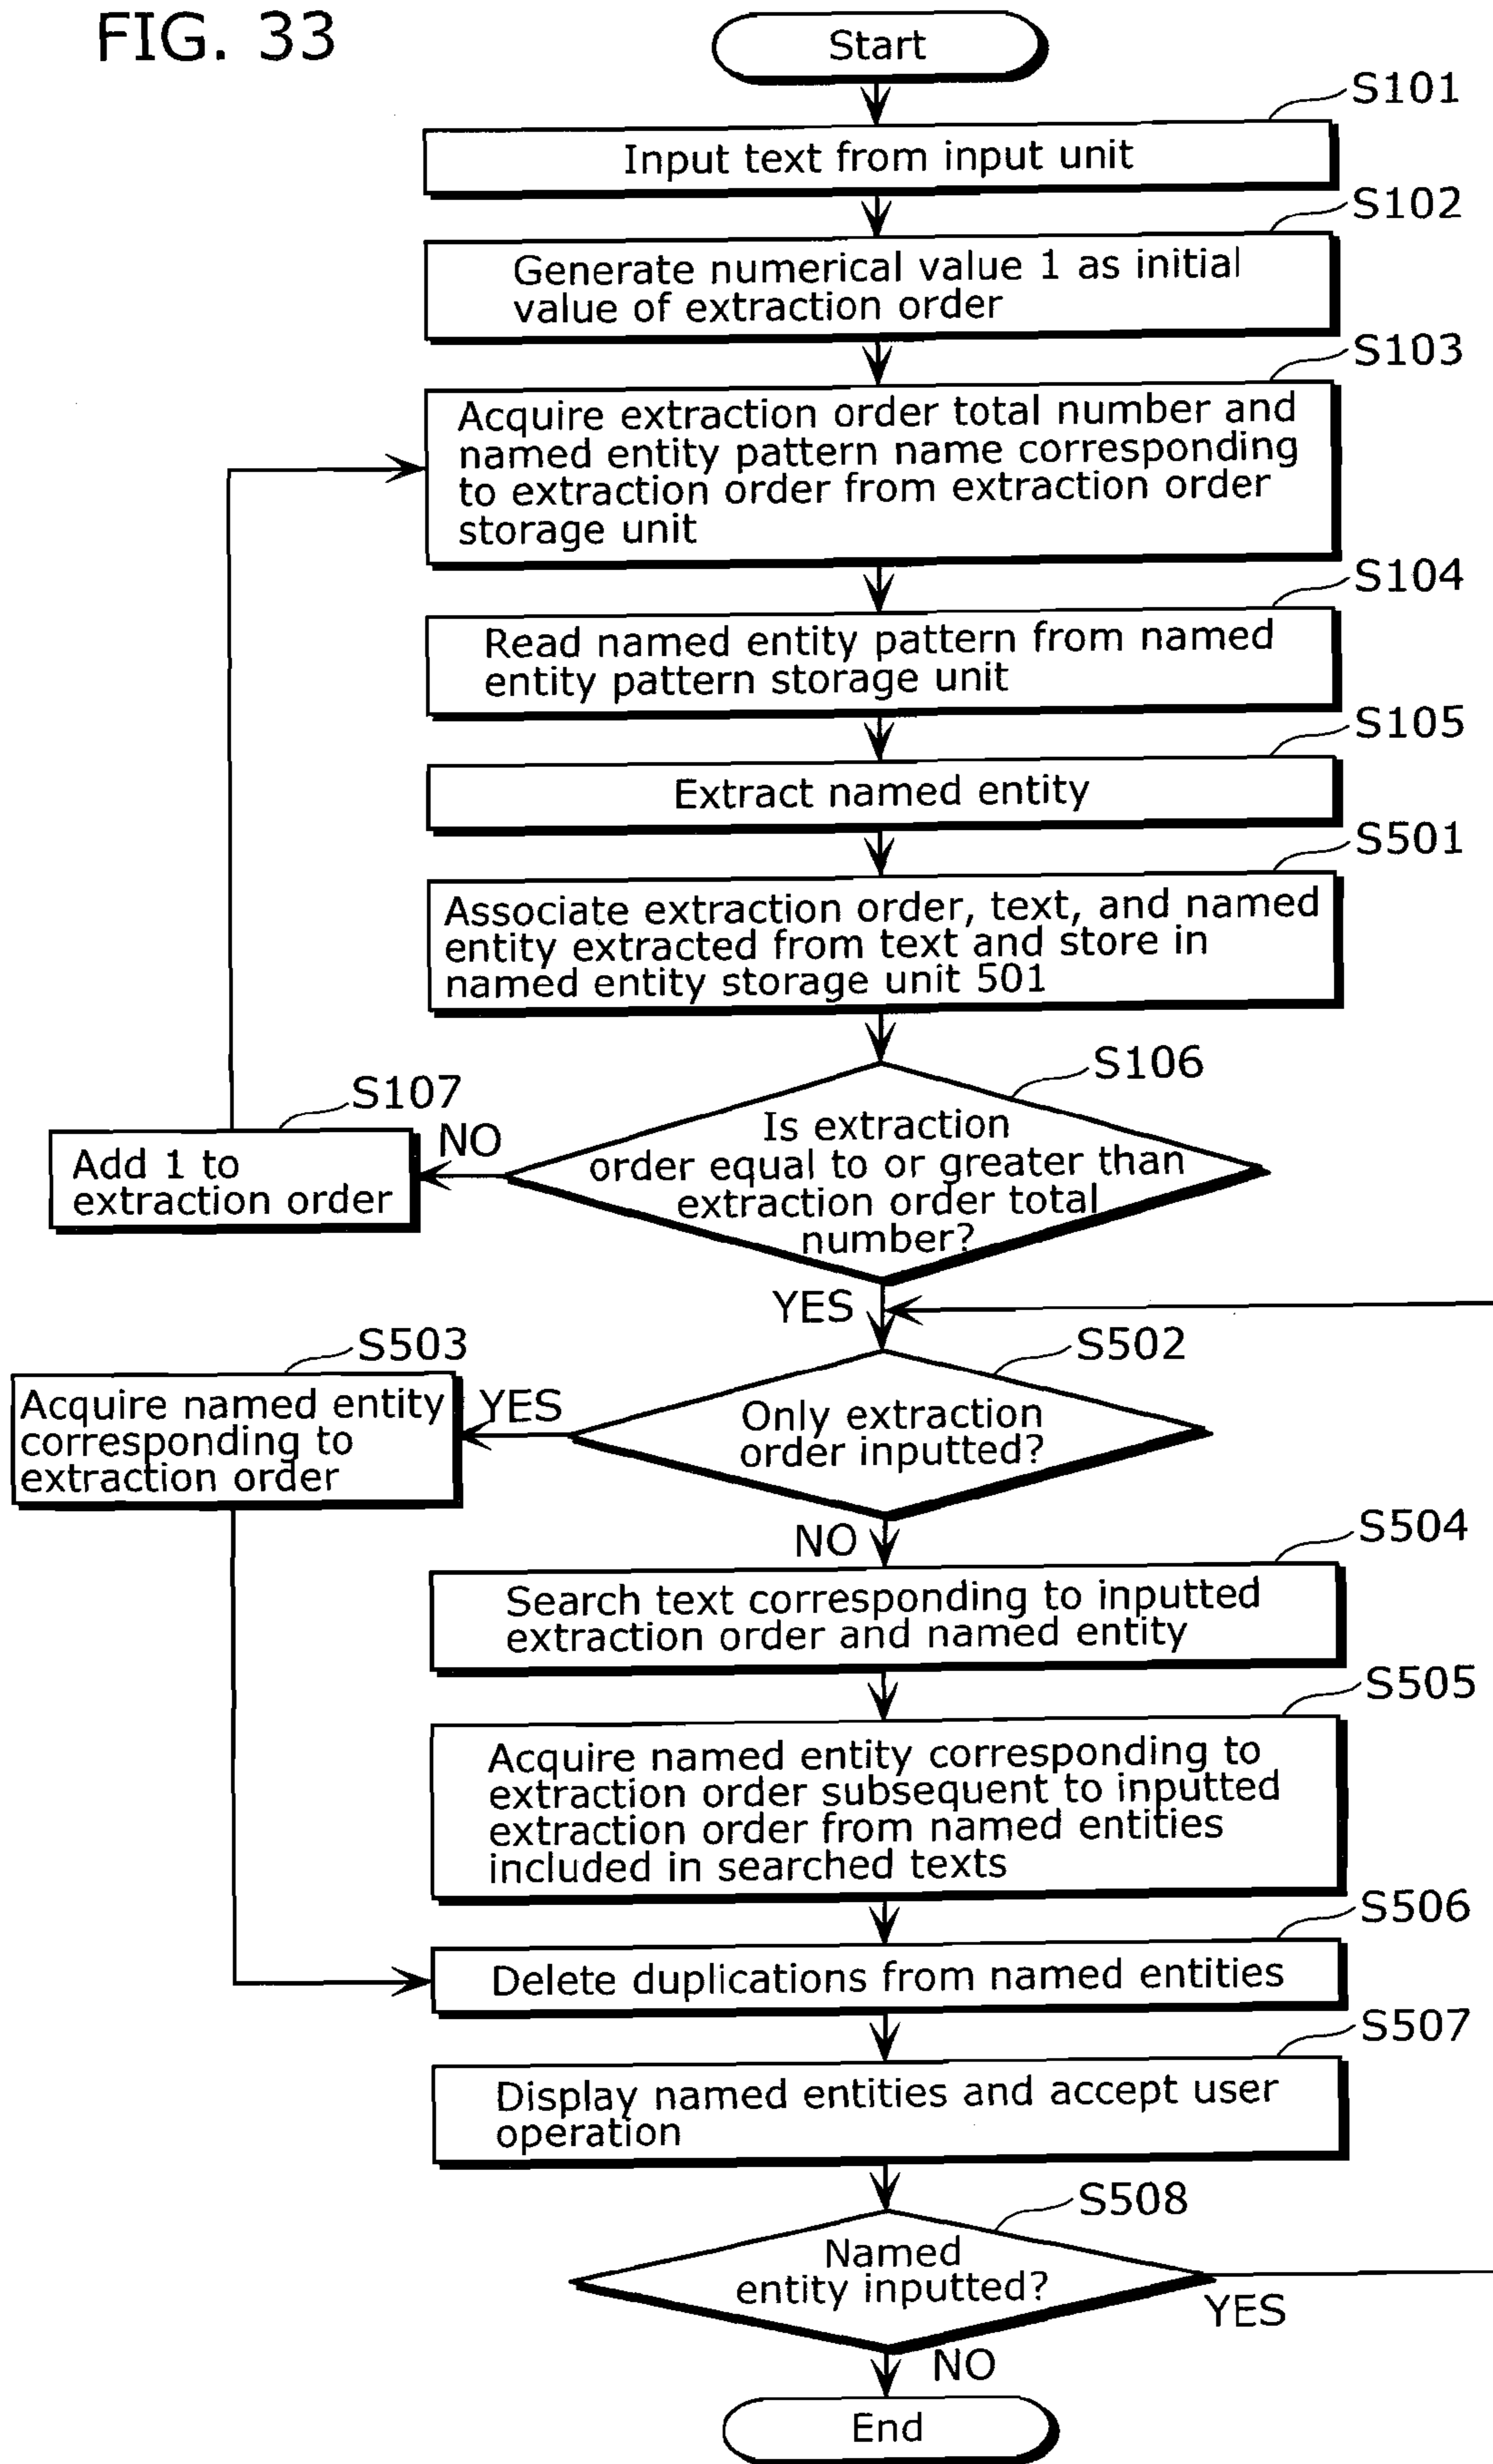 FIG. 33
Start
S101
Input text from input unit
S102
Generate numerical value 1 as initial
value of extraction order
S103
Acquire extraction order total number and
named entity pattern name corresponding
to extraction order from extraction order
storage unit
S104
Read named entity pattern from named
entity pattern storage unit
S105
Extract named entity
S501
Associate extraction order, text, and named
entity extracted from text and store in
named entity storage unit 501
S106
Is extraction
order equal to or greater than
extraction order total
number?
NO
S107
Add 1 to
extraction order
YES
S502
Only extraction
order inputted?
YES
S503
Acquire named entity
corresponding to
extraction order
NO
S504
Search text corresponding to inputted
extraction order and named entity
S505
Acquire named entity corresponding to
extraction order subsequent to inputted
extraction order from named entities
included in searched texts
S506
Delete duplications from named entities
S507
Display named entities and accept user
operation
S508
Named
entity inputted?
YES
NO
End